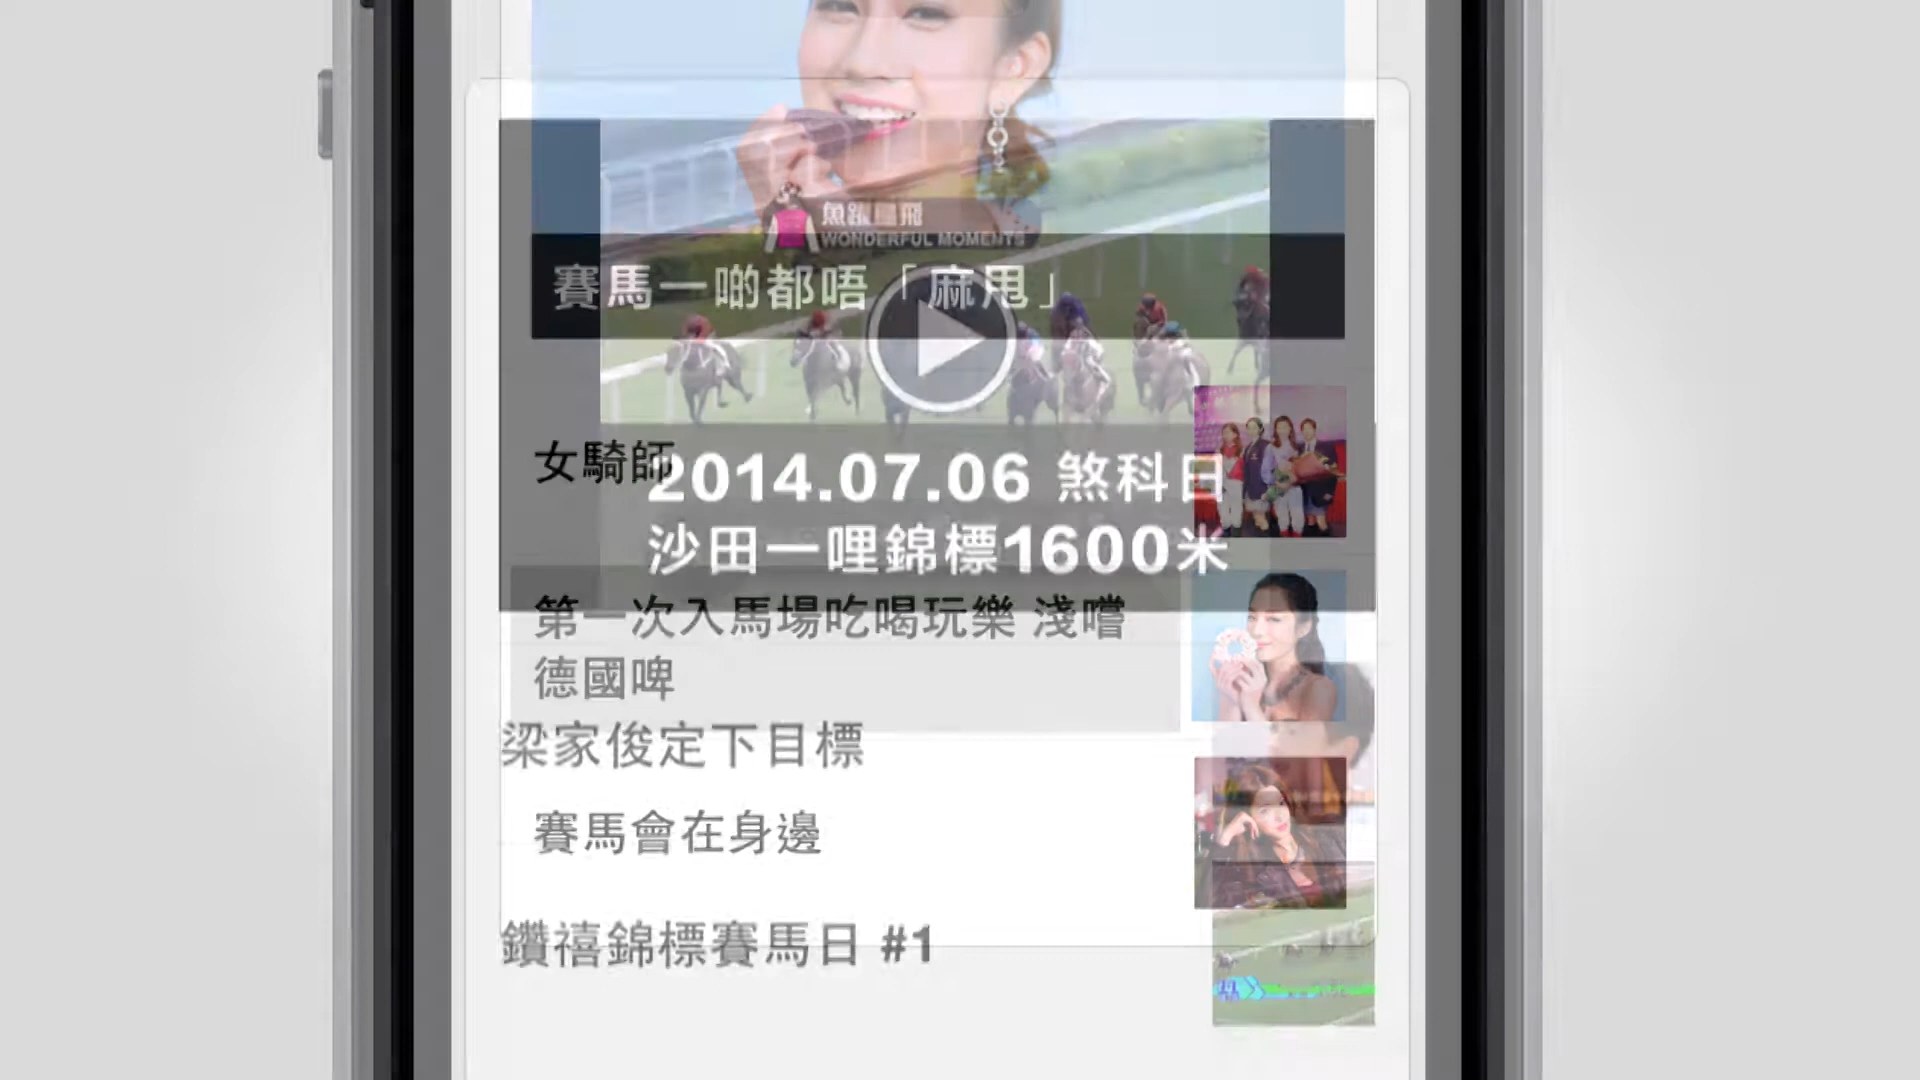 魚躍龍飛
WONDERFUL MOMENTS
賽馬一啲都唔「麻甩」
女騎師
2014.07.06 煞科日
沙田一哩錦標1600米
第一次入馬場吃喝玩樂 淺嚐
德國啤
梁家俊定下目標
賽馬會在身邊
鑽禧錦標賽馬日 #1